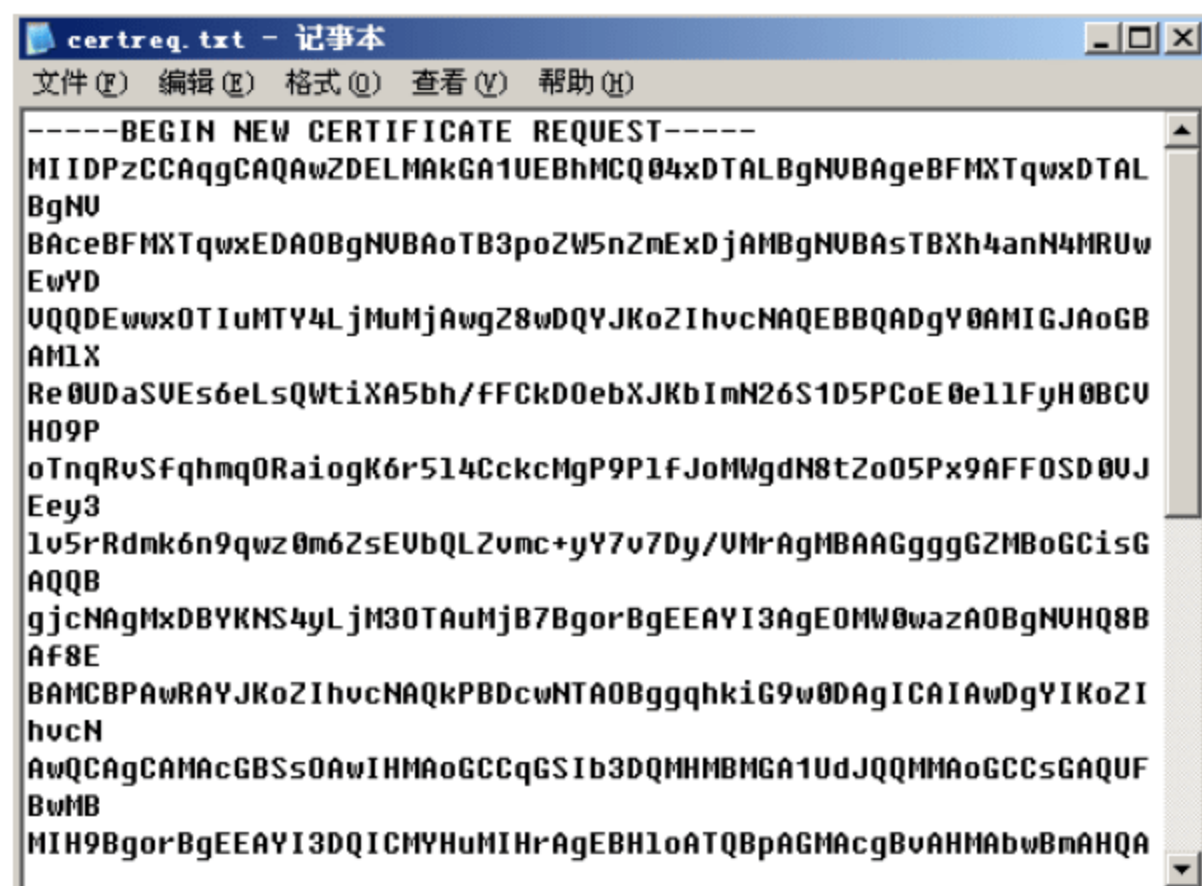 certreq.txt - 记事本
文件(F) 编辑(E) 格式(O) 查看(V) 帮助(H)
-----BEGIN NEW CERTIFICATE REQUEST-----
MIIDPzCCAqgCAQAwZDELMAkGA1UEBhMCQ04xDTALBgNVBAgeBFMXTqwxDTAL
BgNV
BAceBFMXTqwxEDAOBgNVBAoTB3poZW5nZmExDjAMBgNVBAsTBXh4anN4MRUw
EwYD
VQQDEwwxOTIuMTY4LjMuMjAwgZ8wDQYJKoZIhvcNAQEBBQADgY0AMIGJAoGB
AMlX
Re0UDaSVEs6eLsQWtiXA5bh/fFCkDOebXJKbImN26S1D5PCoE0ellFyH0BCV
HO9P
oTnqRvSfqhmqORaiogK6r5l4CckcMgP9PlfJoMWgdN8tZoO5Px9AFFOSD0VJ
Eey3
lv5rRdmk6n9qwz0m6ZsEVbQLZvmc+yY7v7Dy/VMrAgMBAAGgggGZMBoGCisG
AQQB
gjcNAgMxDBYKNS4yLjM3OTAuMjB7BgorBgEEAYI3AgEOMW0wazAOBgNVHQ8B
Af8E
BAMCBPAwRAYJKoZIhvcNAQkPBDcwNTAOBggqhkiG9w0DAgICAIAwDgYIKoZI
hvcN
AwQCAgCAMAcGBSsOAwIHMAoGCCqGSIb3DQMHMBMGA1UdJQQMMAoGCCsGAQUF
BwMB
MIH9BgorBgEEAYI3DQICMYHuMIHrAgEBHloATQBpAGMAcgBvAHMAbwBmAHQA